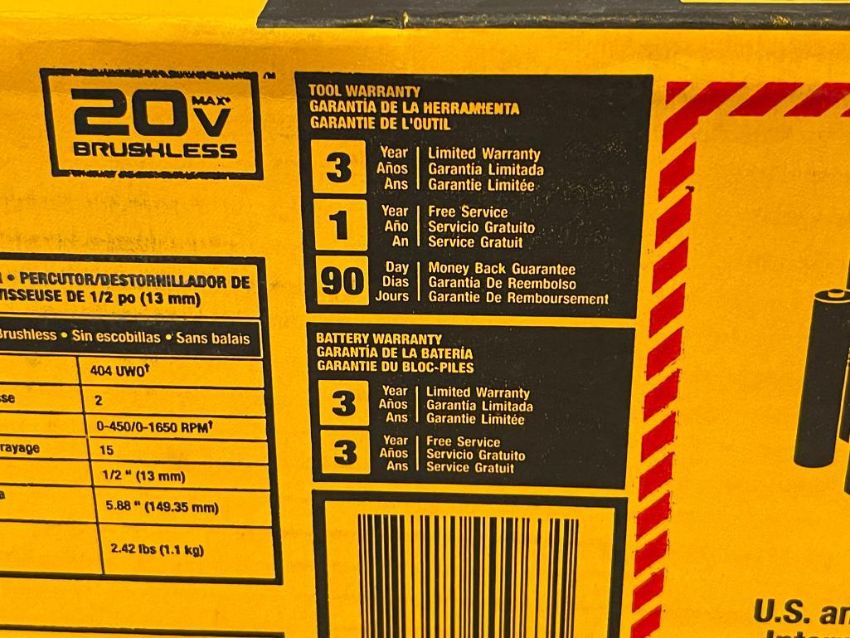 20V MAX*
BRUSHLESS
TM
TOOL WARRANTY
GARANTÍA DE LA HERRAMIENTA
GARANTIE DE L'OUTIL
3 Year Limited Warranty
Años Garantía Limitada
Ans Garantie Limitée
1 Year Free Service
Año Servicio Gratuito
An Service Gratuit
90 Day Money Back Guarantee
Dias Garantía De Reembolso
Jours Garantie De Remboursement
BATTERY WARRANTY
GARANTÍA DE LA BATERÍA
GARANTIE DU BLOC-PILES
3 Year Limited Warranty
Años Garantía Limitada
Ans Garantie Limitée
3 Year Free Service
Años Servicio Gratuito
Ans Service Gratuit
• PERCUTOR/DESTORNILLADOR DE
TISSEUSE DE 1/2 po (13 mm)
Brushless • Sin escobillas • Sans balais
404 UWO†
sse 2
0-450/0-1650 RPM†
rayage 15
1/2 " (13 mm)
a 5.88 " (149.35 mm)
2.42 lbs (1.1 kg)
U.S. an